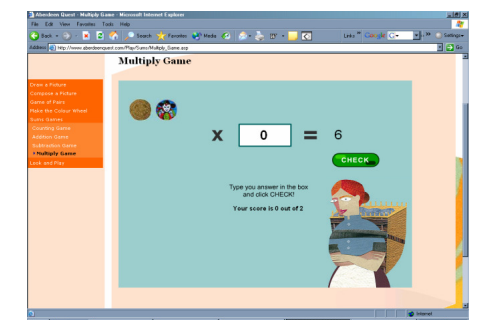 Aberdeen Quest - Multiply Game - Microsoft Internet Explorer
File Edit View Favorites Tools Help
Back Search Favorites Media Links Google Settings
Address http://www.aberdeenquest.com/Play/Sums/Multiply_Game.asp Go
Multiply Game
Draw a Picture
Compose a Picture
Game of Pairs
Make the Colour Wheel
Sums Games
Counting Game
Addition Game
Subtraction Game
Multiply Game
Look and Play
x 0 = 6
CHECK
Type you answer in the box
and click CHECK!
Your score is 0 out of 2
Internet